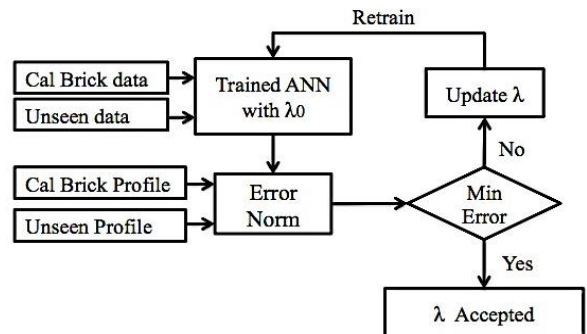 Retrain
Cal Brick data
Unseen data
Trained ANN
with λ0
Update λ
No
Cal Brick Profile
Unseen Profile
Error
Norm
Min
Error
Yes
λ Accepted